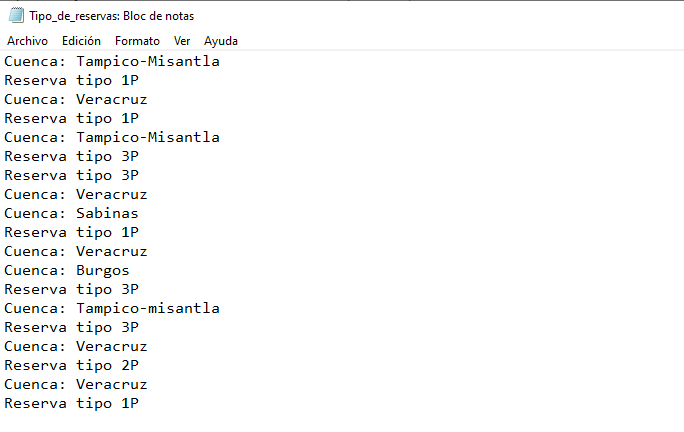 Tipo_de_reservas: Bloc de notas
Archivo Edición Formato Ver Ayuda
Cuenca: Tampico-Misantla
Reserva tipo 1P
Cuenca: Veracruz
Reserva tipo 1P
Cuenca: Tampico-Misantla
Reserva tipo 3P
Reserva tipo 3P
Cuenca: Veracruz
Cuenca: Sabinas
Reserva tipo 1P
Cuenca: Veracruz
Cuenca: Burgos
Reserva tipo 3P
Cuenca: Tampico-misantla
Reserva tipo 3P
Cuenca: Veracruz
Reserva tipo 2P
Cuenca: Veracruz
Reserva tipo 1P